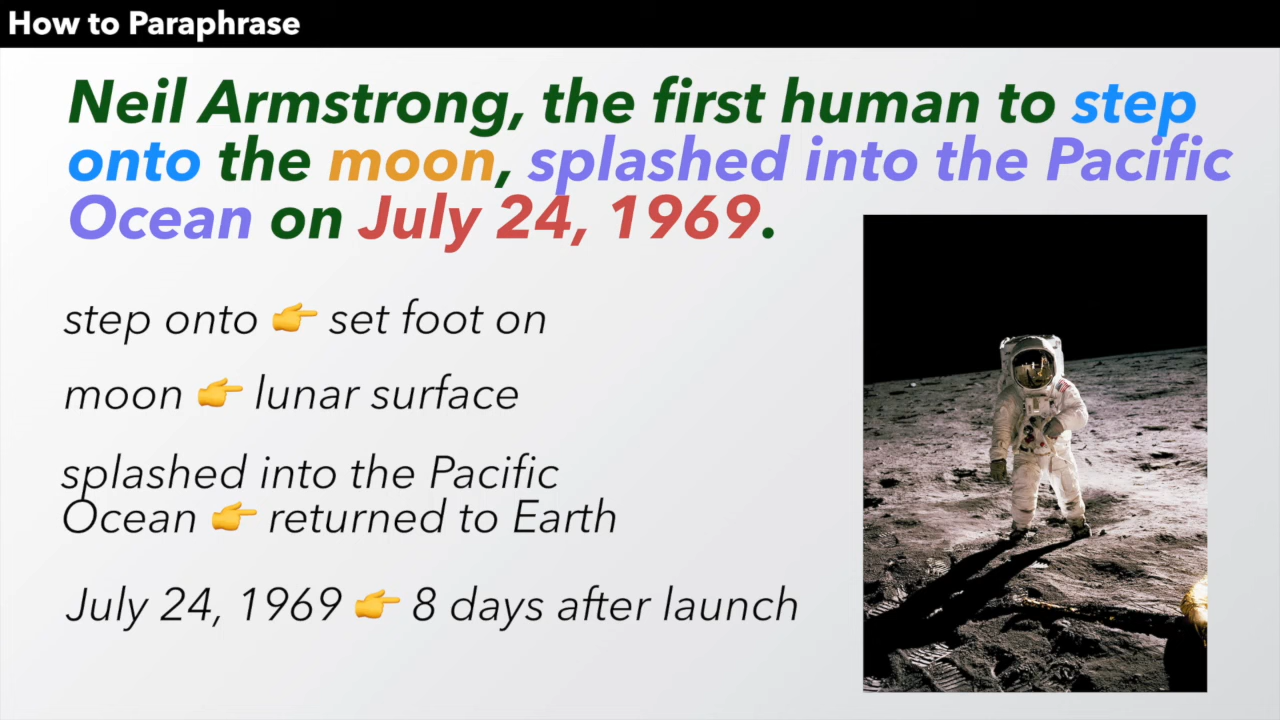 How to Paraphrase
Neil Armstrong, the first human to step
onto the moon, splashed into the Pacific
Ocean on July 24, 1969.
step onto 👉 set foot on
moon 👉 lunar surface
splashed into the Pacific
Ocean 👉 returned to Earth
July 24, 1969 👉 8 days after launch